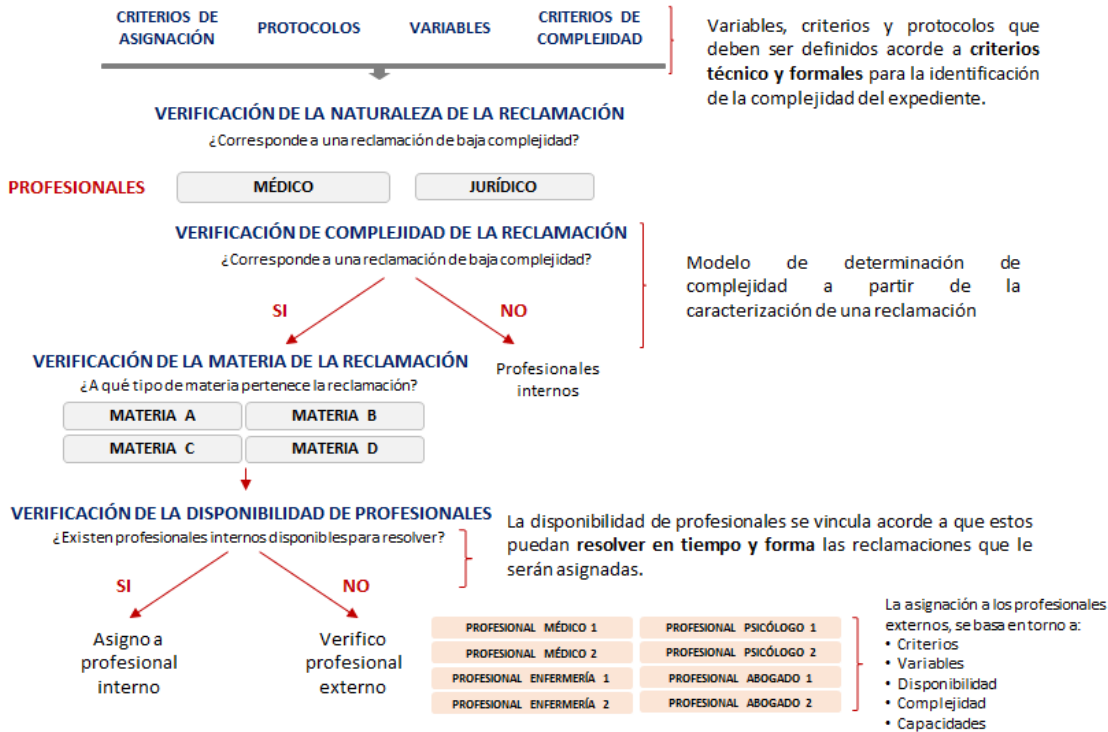 CRITERIOS DE
ASIGNACIÓN
PROTOCOLOS
VARIABLES
CRITERIOS DE
COMPLEJIDAD
Variables, criterios y protocolos que
deben ser definidos acorde a criterios
técnico y formales para la identificación
de la complejidad del expediente.
VERIFICACIÓN DE LA NATURALEZA DE LA RECLAMACIÓN
¿Corresponde a una reclamación de baja complejidad?
PROFESIONALES
MÉDICO
JURÍDICO
VERIFICACIÓN DE COMPLEJIDAD DE LA RECLAMACIÓN
¿Corresponde a una reclamación de baja complejidad?
Modelo de determinación de
complejidad a partir de la
caracterización de una reclamación
SI
NO
VERIFICACIÓN DE LA MATERIA DE LA RECLAMACIÓN
¿A qué tipo de materia pertenece la reclamación?
Profesionales
internos
MATERIA A
MATERIA B
MATERIA C
MATERIA D
VERIFICACIÓN DE LA DISPONIBILIDAD DE PROFESIONALES
¿Existen profesionales internos disponibles para resolver?
La disponibilidad de profesionales se vincula acorde a que estos
puedan resolver en tiempo y forma las reclamaciones que le
serán asignadas.
SI
NO
Asigno a
profesional
interno
Verifico
profesional
externo
PROFESIONAL MÉDICO 1
PROFESIONAL PSICÓLOGO 1
PROFESIONAL MÉDICO 2
PROFESIONAL PSICÓLOGO 2
PROFESIONAL ENFERMERÍA 1
PROFESIONAL ABOGADO 1
PROFESIONAL ENFERMERÍA 2
PROFESIONAL ABOGADO 2
La asignación a los profesionales
externos, se basa en torno a:
• Criterios
• Variables
• Disponibilidad
• Complejidad
• Capacidades